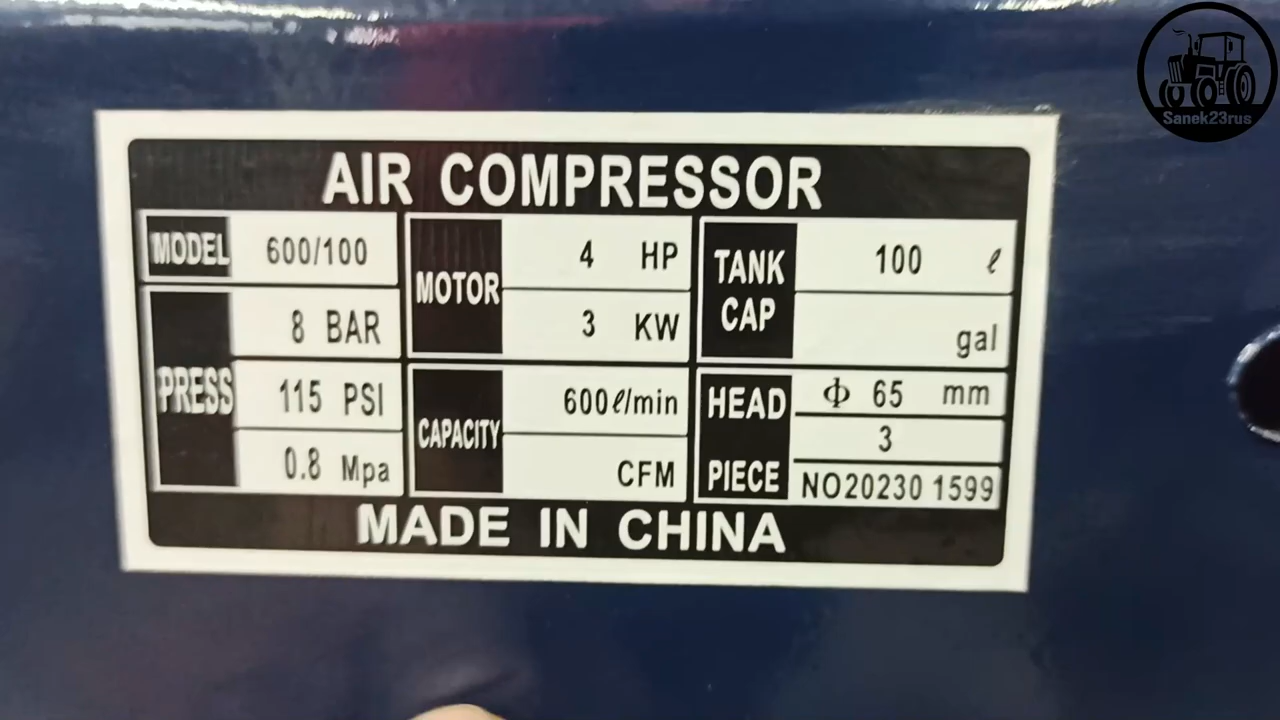 Sanek23rus
AIR COMPRESSOR
MODEL 600/100
PRESS 8 BAR
115 PSI
0.8 Mpa
MOTOR 4 HP
3 KW
CAPACITY 600ℓ/min
CFM
TANK CAP 100 ℓ
gal
HEAD PIECE Φ 65 mm
3
NO20230 1599
MADE IN CHINA